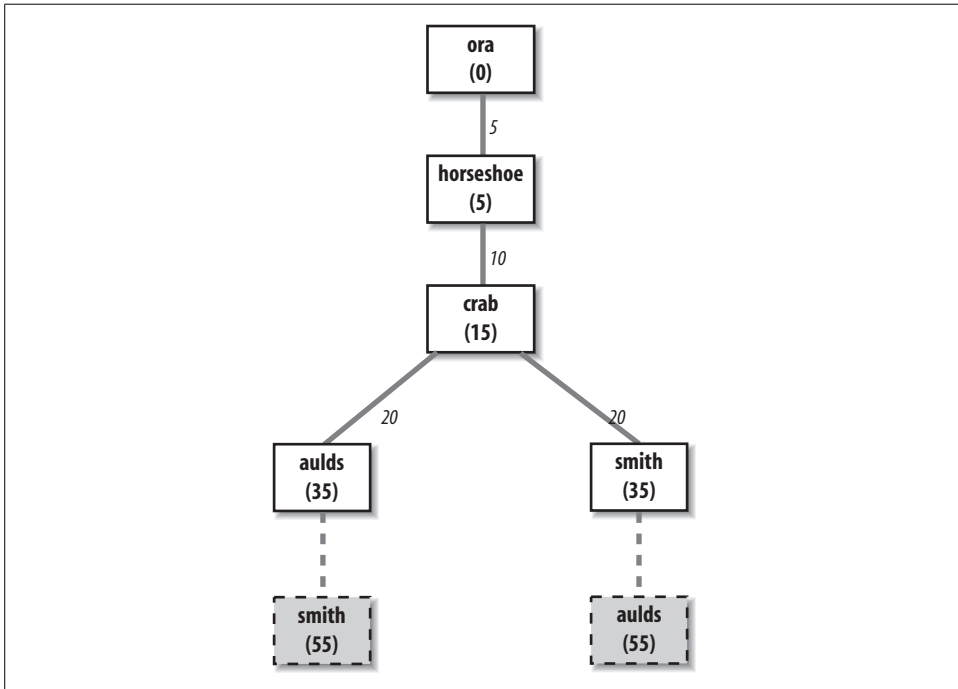 ora
(0)
5
horseshoe
(5)
10
crab
(15)
20
20
aulds
(35)
smith
(35)
smith
(55)
aulds
(55)